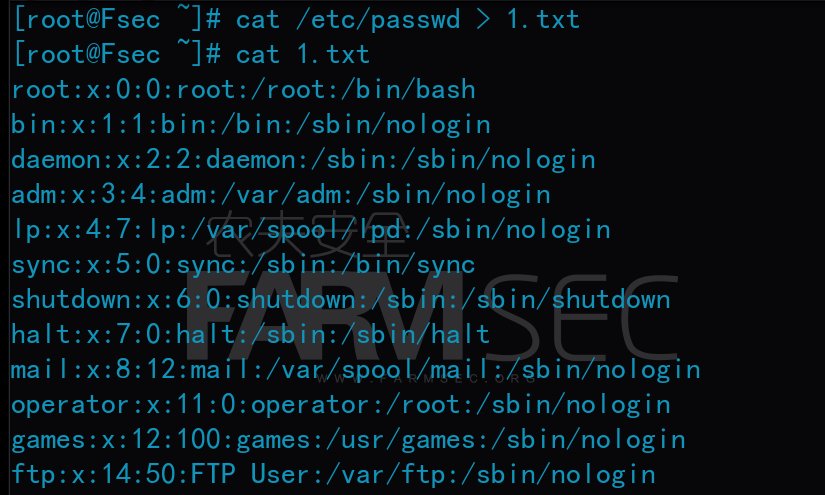 [root@Fsec ~]# cat /etc/passwd > 1.txt
[root@Fsec ~]# cat 1.txt
root:x:0:0:root:/root:/bin/bash
bin:x:1:1:bin:/bin:/sbin/nologin
daemon:x:2:2:daemon:/sbin:/sbin/nologin
adm:x:3:4:adm:/var/adm:/sbin/nologin
lp:x:4:7:lp:/var/spool/lpd:/sbin/nologin
农夫安全
sync:x:5:0:sync:/sbin:/bin/sync
shutdown:x:6:0:shutdown:/sbin:/sbin/shutdown
FARMSEC
halt:x:7:0:halt:/sbin:/sbin/halt
mail:x:8:12:mail:/var/spool/mail:/sbin/nologin
WWW.FARMSEC.ORG
operator:x:11:0:operator:/root:/sbin/nologin
games:x:12:100:games:/usr/games:/sbin/nologin
ftp:x:14:50:FTP User:/var/ftp:/sbin/nologin